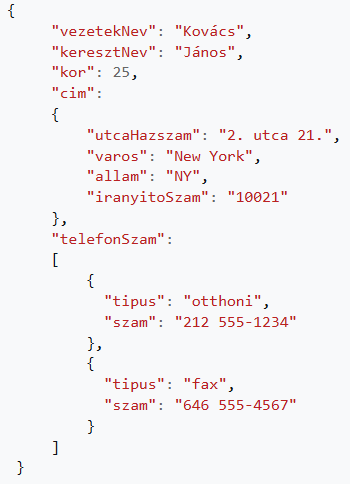 {
"vezetekNev": "Kovács",
"keresztNev": "János",
"kor": 25,
"cim":
{
"utcaHazszam": "2. utca 21.",
"varos": "New York",
"allam": "NY",
"iranyitoSzam": "10021"
},
"telefonSzam":
[
{
"tipus": "otthoni",
"szam": "212 555-1234"
},
{
"tipus": "fax",
"szam": "646 555-4567"
}
]
}